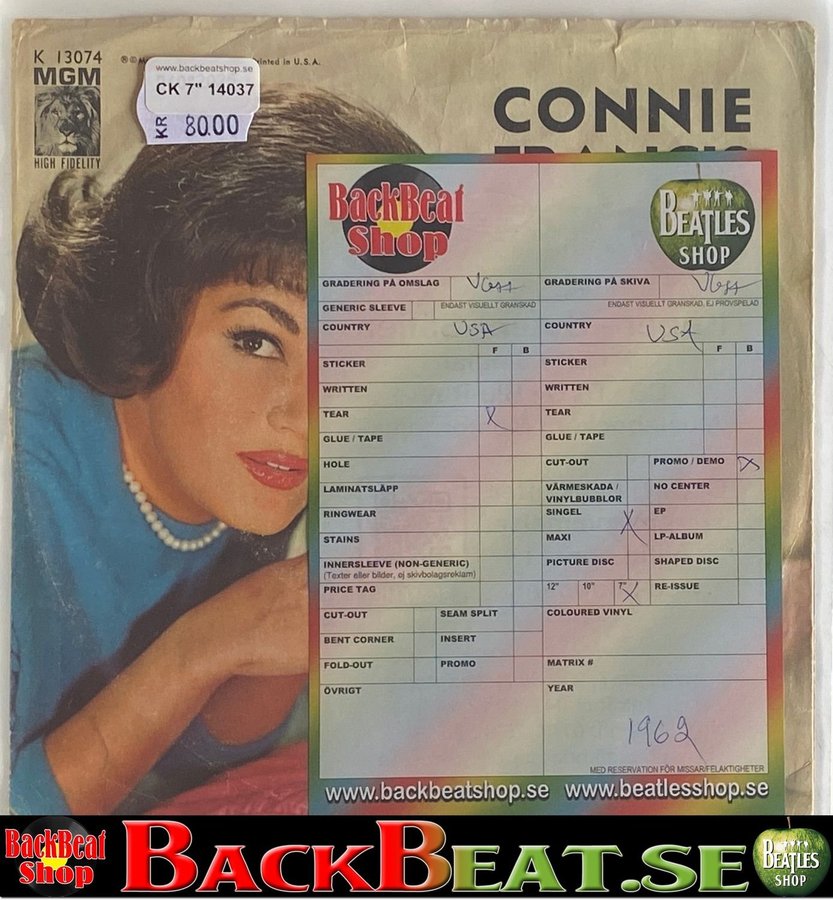 K 13074
MGM
HIGH FIDELITY
Printed in U.S.A.
www.backbeatshop.se
CK 7" 14037
KR 80.00
CONNIE
FRANCIS
BackBeat
Shop
BEATLES
SHOP
GRADERING PÅ OMSLAG VG++
GRADERING PÅ SKIVA VG++
GENERIC SLEEVE ENDAST VISUELLT GRANSKAD
ENDAST VISUELLT GRANSKAD, EJ PROVSPELAD
COUNTRY USA
COUNTRY USA
F B
F B
STICKER
STICKER
WRITTEN
WRITTEN
TEAR X
TEAR
GLUE / TAPE
GLUE / TAPE
HOLE
CUT-OUT PROMO / DEMO X
LAMINATSLÄPP
VÄRMESKADA / VINYLBUBBLOR NO CENTER
RINGWEAR
SINGEL X EP
STAINS
MAXI LP-ALBUM
INNERSLEEVE (NON-GENERIC)
(Texter eller bilder, ej skivbolagsreklam)
PICTURE DISC SHAPED DISC
PRICE TAG
12" 10" 7" X RE-ISSUE
CUT-OUT SEAM SPLIT
COLOURED VINYL
BENT CORNER INSERT
FOLD-OUT PROMO
MATRIX #
ÖVRIGT
YEAR
1962
MED RESERVATION FÖR MISSAR/FELAKTIGHETER
www.backbeatshop.se www.beatlesshop.se
BackBeat
Shop
BACKBEAT.SE
BEATLES
SHOP